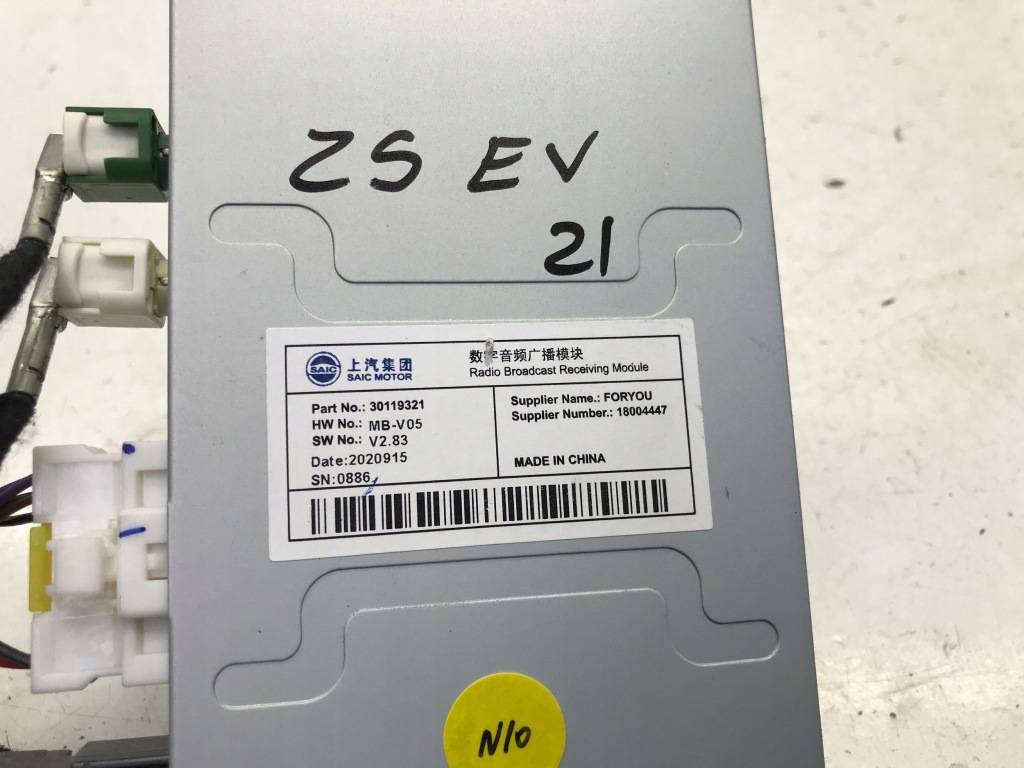 ZS EV
21
SAIC
上汽集团
SAIC MOTOR
数字音频广播模块
Radio Broadcast Receiving Module
Part No.: 30119321
HW No.: MB-V05
SW No.: V2.83
Date:2020915
SN:0886
Supplier Name.: FORYOU
Supplier Number.: 18004447
MADE IN CHINA
N10